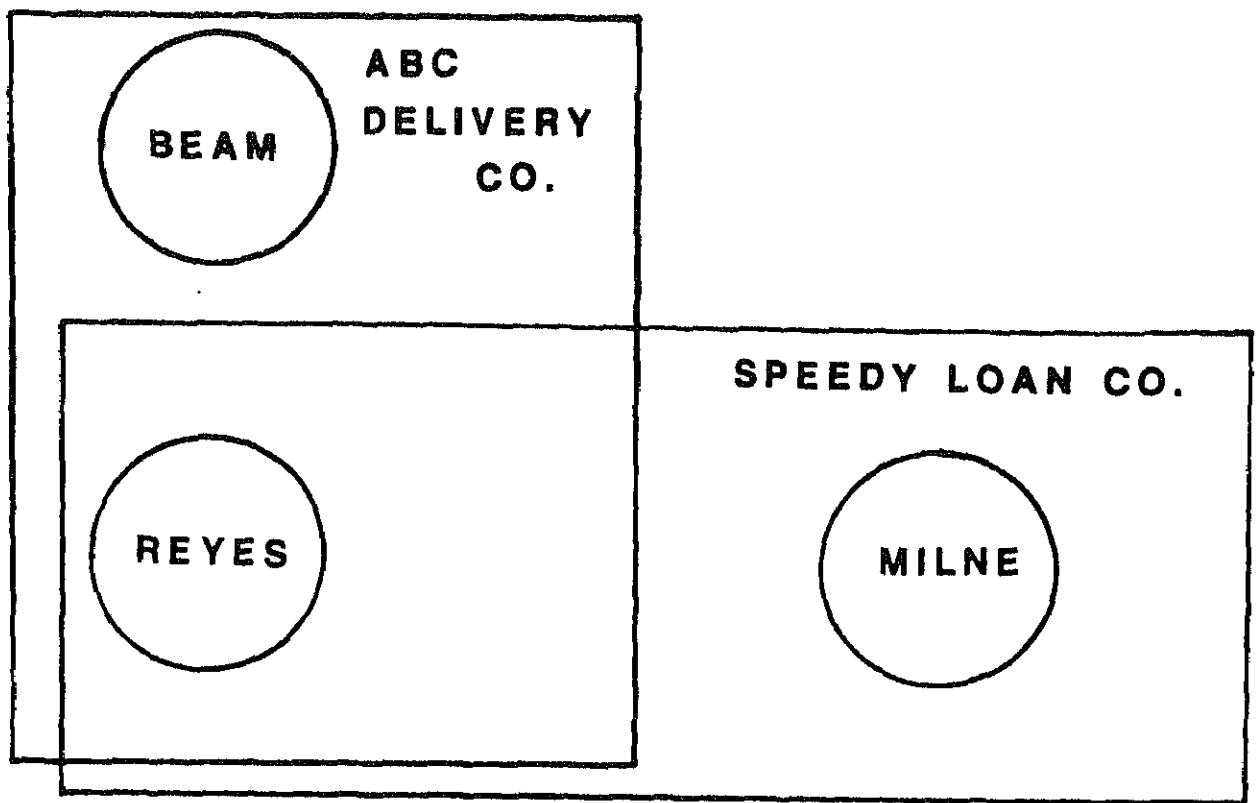 BEAM
ABC
DELIVERY
CO.
SPEEDY LOAN CO.
REYES
MILNE